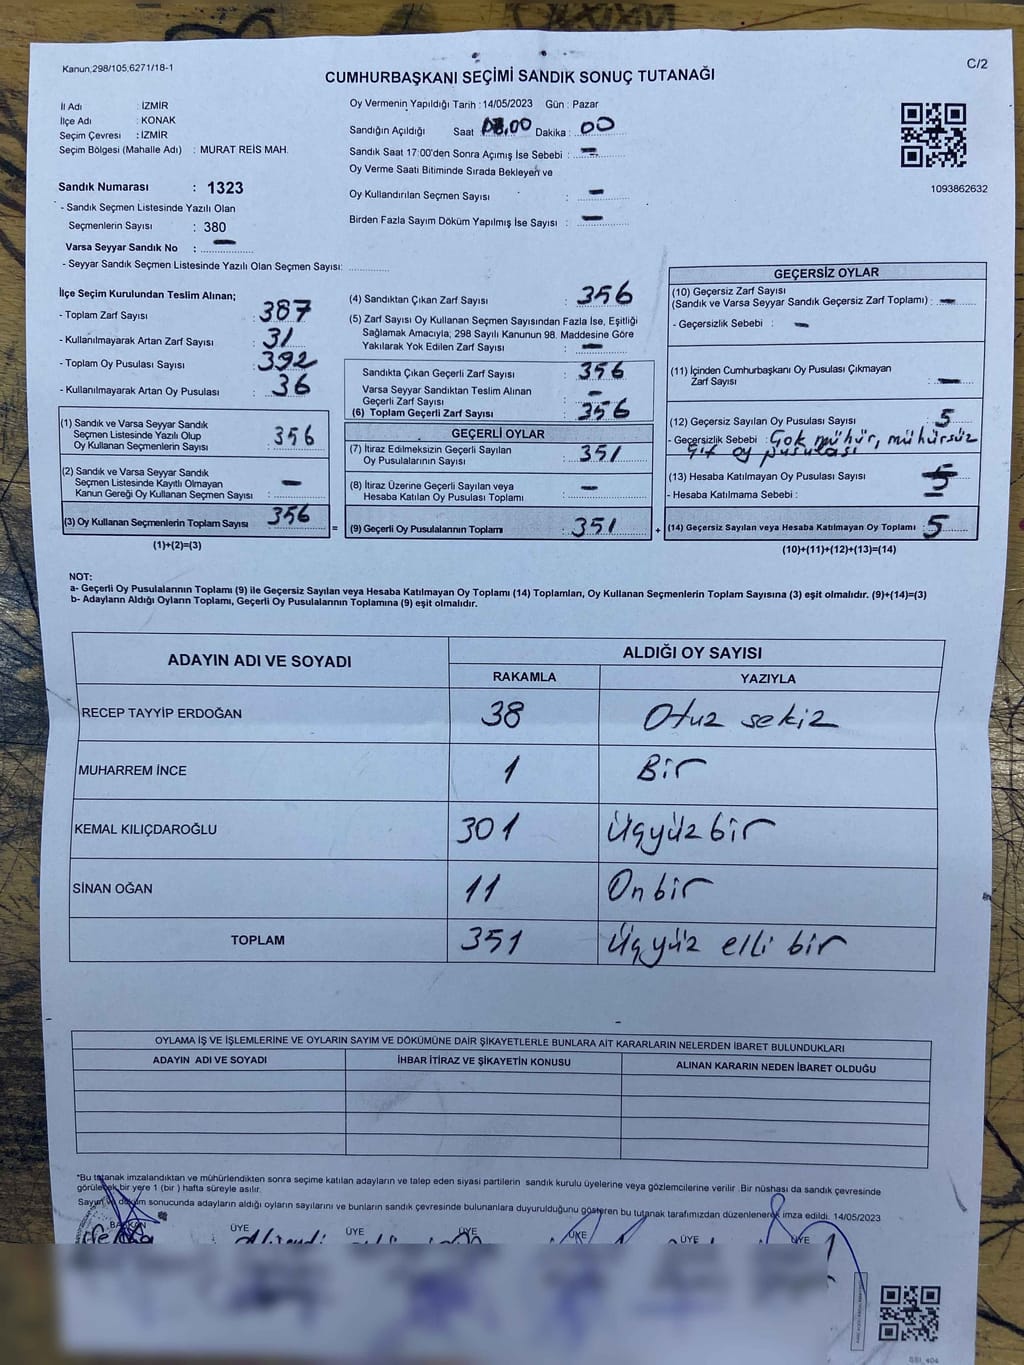 Kanun,298/105,6271/18-1
C/2
CUMHURBAŞKANI SEÇİMİ SANDIK SONUÇ TUTANAĞI
İl Adı : İZMİR
İlçe Adı : KONAK
Seçim Çevresi : İZMİR
Seçim Bölgesi (Mahalle Adı) : MURAT REİS MAH.
Sandık Numarası : 1323
- Sandık Seçmen Listesinde Yazılı Olan
Seçmenlerin Sayısı : 380
Varsa Seyyar Sandık No : —
- Seyyar Sandık Seçmen Listesinde Yazılı Olan Seçmen Sayısı: ..............
Oy Vermenin Yapıldığı Tarih : 14/05/2023 Gün : Pazar
Sandığın Açıldığı Saat 08.00 Dakika : 00
Sandık Saat 17:00'den Sonra Açımış İse Sebebi : —
Oy Verme Saati Bitiminde Sırada Bekleyen ve
Oy Kullandırılan Seçmen Sayısı : —
Birden Fazla Sayım Döküm Yapılmış İse Sayısı : —
1093862632
İlçe Seçim Kurulundan Teslim Alınan;
- Toplam Zarf Sayısı : 387
- Kullanılmayarak Artan Zarf Sayısı : 31
- Toplam Oy Pusulası Sayısı : 392
- Kullanılmayarak Artan Oy Pusulası : 36
(1) Sandık ve Varsa Seyyar Sandık
Seçmen Listesinde Yazılı Olup
Oy Kullanan Seçmenlerin Sayısı : 356
(2) Sandık ve Varsa Seyyar Sandık
Seçmen Listesinde Kayıtlı Olmayan
Kanun Gereği Oy Kullanan Seçmen Sayısı : —
(3) Oy Kullanan Seçmenlerin Toplam Sayısı 356
(1)+(2)=(3)
=
(4) Sandıktan Çıkan Zarf Sayısı : 356
(5) Zarf Sayısı Oy Kullanan Seçmen Sayısından Fazla İse, Eşitliği
Sağlamak Amacıyla; 298 Sayılı Kanunun 98. Maddesine Göre
Yakılarak Yok Edilen Zarf Sayısı : —
Sandıkta Çıkan Geçerli Zarf Sayısı : 356
Varsa Seyyar Sandıktan Teslim Alınan
Geçerli Zarf Sayısı : —
(6) Toplam Geçerli Zarf Sayısı : 356
GEÇERLİ OYLAR
(7) İtiraz Edilmeksizin Geçerli Sayılan
Oy Pusulalarının Sayısı : 351
(8) İtiraz Üzerine Geçerli Sayılan veya
Hesaba Katılan Oy Pusulası Toplamı : —
(9) Geçerli Oy Pusulalarının Toplamı : 351
+
GEÇERSİZ OYLAR
(10) Geçersiz Zarf Sayısı
(Sandık ve Varsa Seyyar Sandık Geçersiz Zarf Toplamı) : —
- Geçersizlik Sebebi : —
(11) İçinden Cumhurbaşkanı Oy Pusulası Çıkmayan
Zarf Sayısı : —
(12) Geçersiz Sayılan Oy Pusulası Sayısı : 5
- Geçersizlik Sebebi : Çok mühür, mühürsüz
çift oy pusulası
(13) Hesaba Katılmayan Oy Pusulası Sayısı : —
- Hesaba Katılmama Sebebi : —
(14) Geçersiz Sayılan veya Hesaba Katılmayan Oy Toplamı : 5
(10)+(11)+(12)+(13)=(14)
NOT:
a- Geçerli Oy Pusulalarının Toplamı (9) ile Geçersiz Sayılan veya Hesaba Katılmayan Oy Toplamı (14) Toplamları, Oy Kullanan Seçmenlerin Toplam Sayısına (3) eşit olmalıdır. (9)+(14)=(3)
b- Adayların Aldığı Oyların Toplamı, Geçerli Oy Pusulalarının Toplamına (9) eşit olmalıdır.
ADAYIN ADI VE SOYADI
ALDIĞI OY SAYISI
RAKAMLA YAZIYLA
RECEP TAYYİP ERDOĞAN 38 Otuz sekiz
MUHARREM İNCE 1 Bir
KEMAL KILIÇDAROĞLU 301 Üçyüz bir
SİNAN OĞAN 11 On bir
TOPLAM 351 Üçyüz elli bir
OYLAMA İŞ VE İŞLEMLERİNE VE OYLARIN SAYIM VE DÖKÜMÜNE DAİR ŞİKAYETLERLE BUNLARA AİT KARARLARIN NELERDEN İBARET BULUNDUKLARI
ADAYIN ADI VE SOYADI İHBAR İTİRAZ VE ŞİKAYETİN KONUSU ALINAN KARARIN NEDEN İBARET OLDUĞU
*Bu tutanak imzalandıktan ve mühürlendikten sonra seçime katılan adayların ve talep eden siyasi partilerin sandık kurulu üyelerine veya gözlemcilerine verilir. Bir nüshası da sandık çevresinde
görülecek bir yere 1 (bir) hafta süreyle asılır.
Sayım ve döküm sonucunda adayların aldığı oyların sayılarını ve bunların sandık çevresinde bulunanlara duyurulduğunu gösteren bu tutanak tarafımızdan düzenlenerek imza edildi. 14/05/2023
BAŞKAN ÜYE ÜYE ÜYE ÜYE ÜYE ÜYE